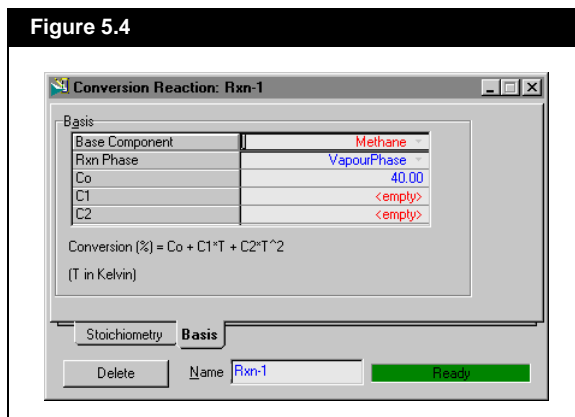 Figure 5.4
Conversion Reaction: Rxn-1
Basis
Base Component Methane
Rxn Phase VapourPhase
Co 40.00
C1 <empty>
C2 <empty>
Conversion (%) = Co + C1*T + C2*T^2
(T in Kelvin)
Stoichiometry Basis
Delete Name Rxn-1 Ready